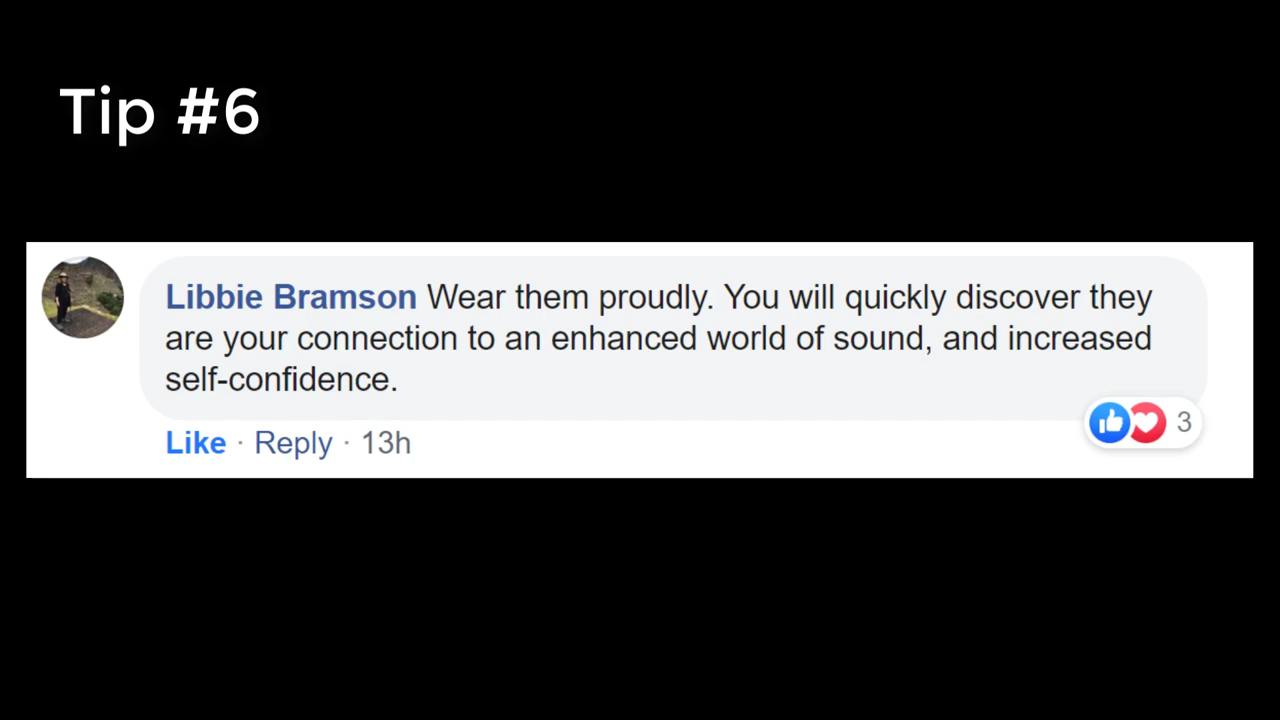 Tip #6
Libbie Bramson Wear them proudly. You will quickly discover they
are your connection to an enhanced world of sound, and increased
self-confidence.
Like · Reply · 13h
3